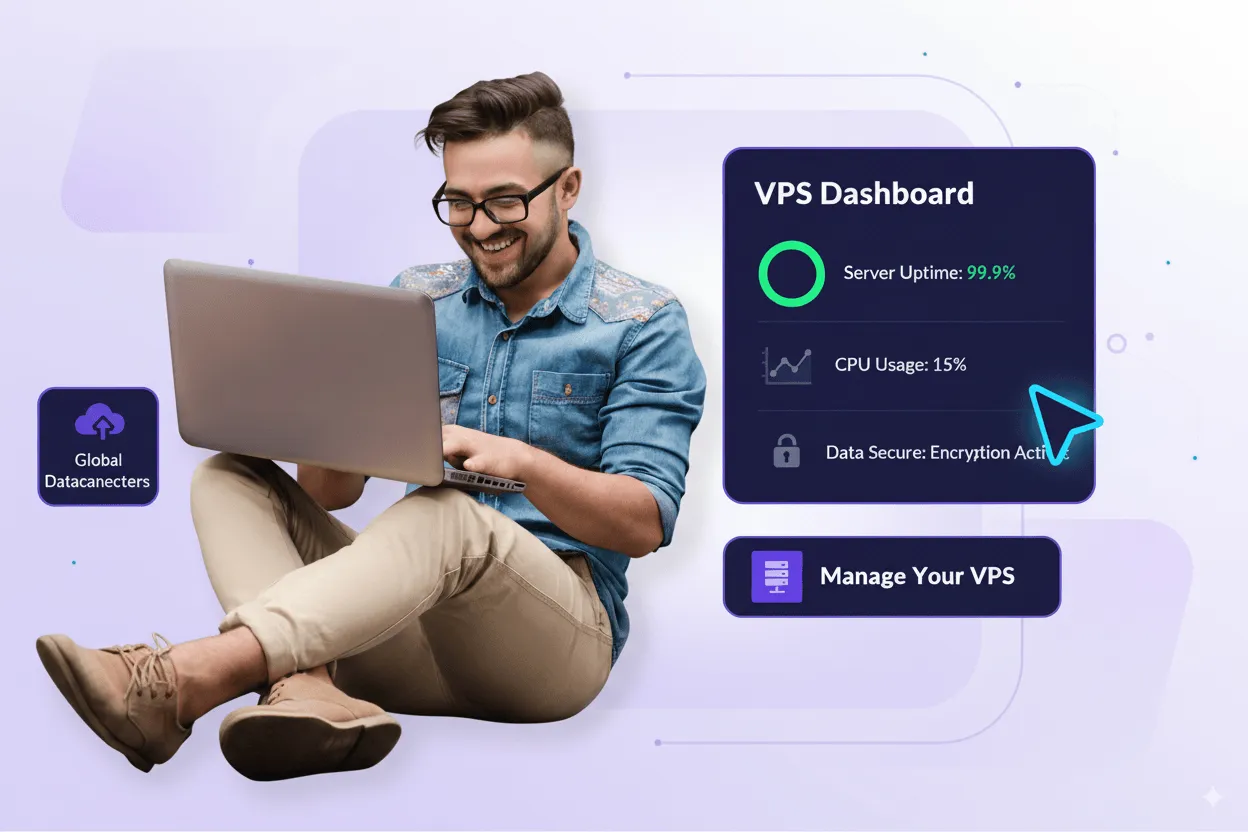 VPS Dashboard
Server Uptime: 99.9%
CPU Usage: 15%
Data Secure: Encryption Active
Global
Datacanecters
Manage Your VPS